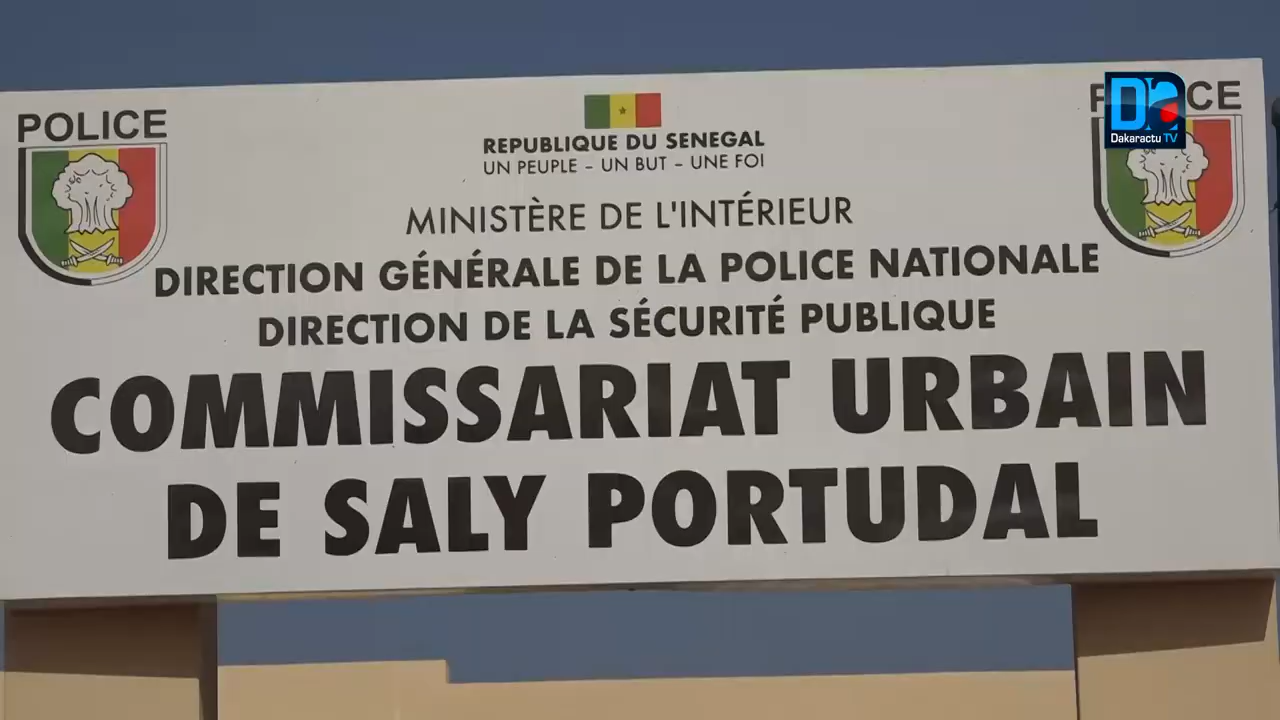 POLICE
REPUBLIQUE DU SENEGAL
UN PEUPLE - UN BUT - UNE FOI
MINISTÈRE DE L'INTÉRIEUR
DIRECTION GÉNÉRALE DE LA POLICE NATIONALE
DIRECTION DE LA SÉCURITÉ PUBLIQUE
COMMISSARIAT URBAIN
DE SALY PORTUDAL
Dakaractu TV